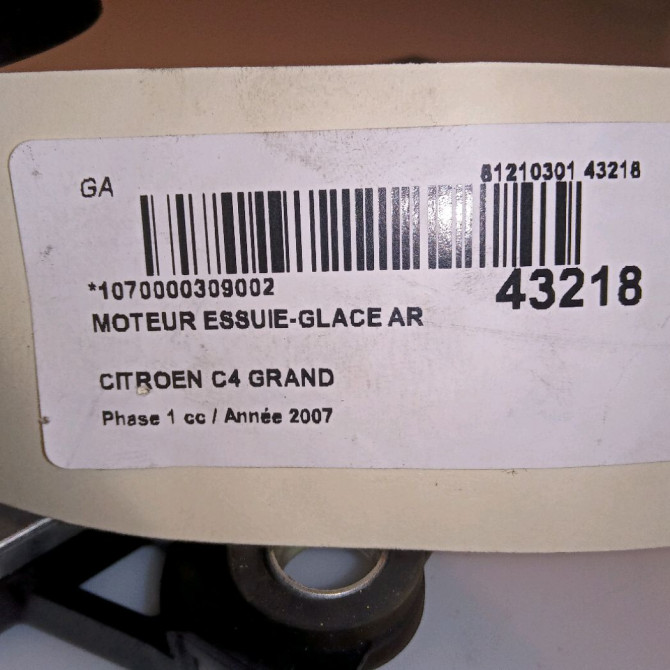 GA
81210301 43218
*1070000309002
43218
MOTEUR ESSUIE-GLACE AR
CITROEN C4 GRAND
Phase 1 cc / Année 2007